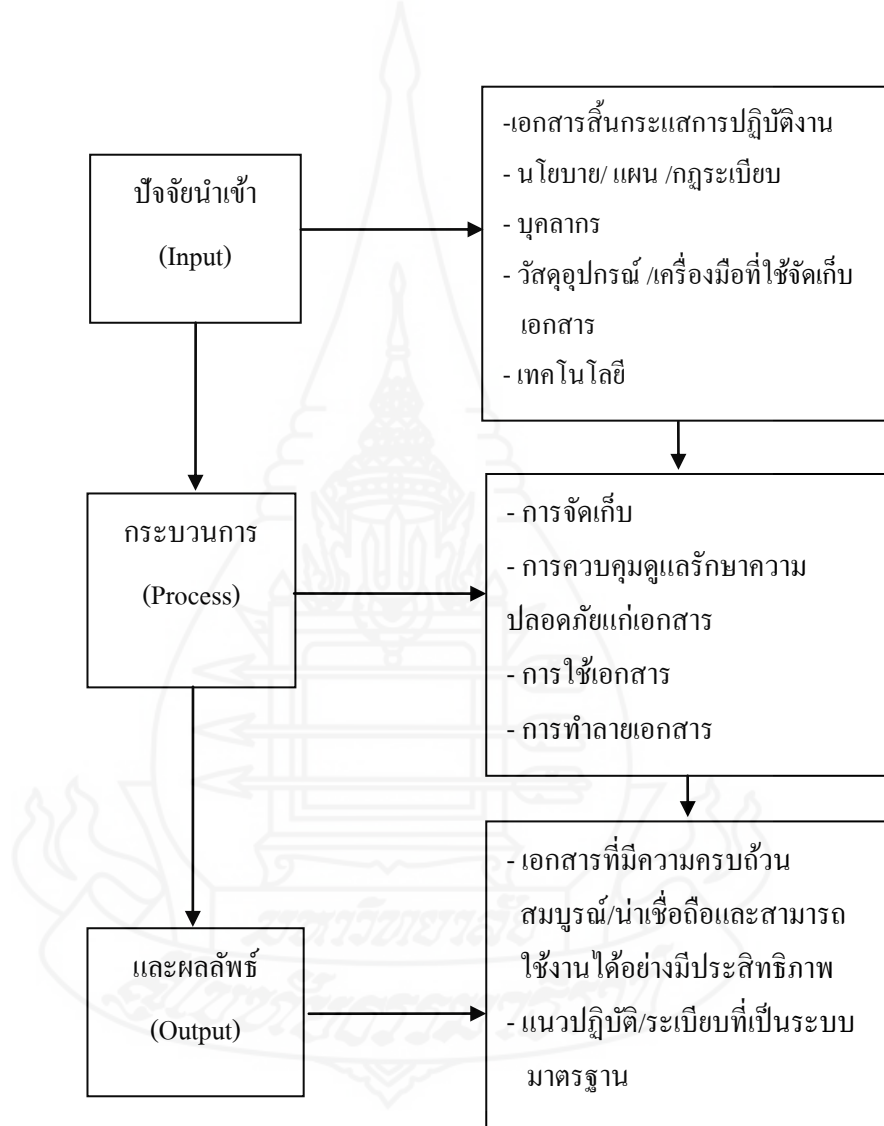 ปัจจัยนำเข้า
(Input)
-เอกสารสิ้นกระแสการปฏิบัติงาน
- นโยบาย/ แผน /กฎระเบียบ
- บุคลากร
- วัสดุอุปกรณ์ /เครื่องมือที่ใช้จัดเก็บ
เอกสาร
- เทคโนโลยี
กระบวนการ
(Process)
- การจัดเก็บ
- การควบคุมดูแลรักษาความ
ปลอดภัยแก่เอกสาร
- การใช้เอกสาร
- การทำลายเอกสาร
และผลลัพธ์
(Output)
- เอกสารที่มีความครบถ้วน
สมบูรณ์/น่าเชื่อถือและสามารถ
ใช้งานได้อย่างมีประสิทธิภาพ
- แนวปฏิบัติ/ระเบียบที่เป็นระบบ
มาตรฐาน
มหาวิทยาลัย